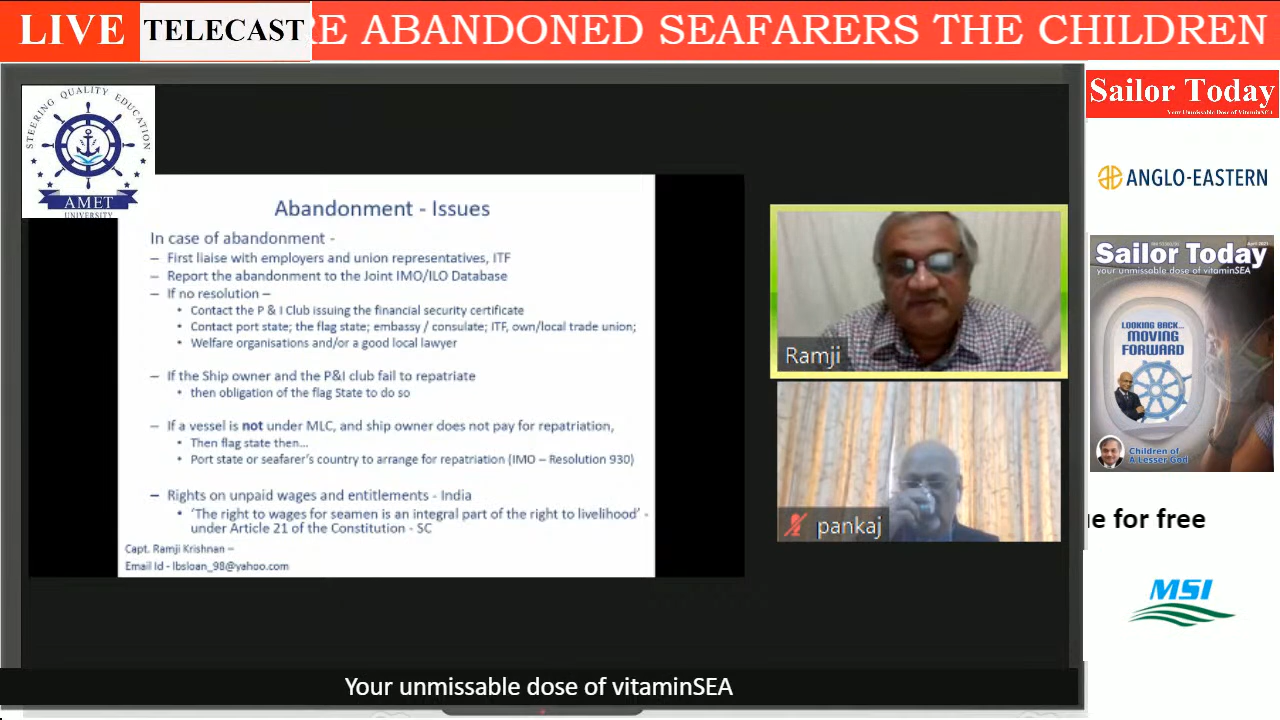 LIVE TELECAST RE ABANDONED SEAFARERS THE CHILDREN
STEERING QUALITY EDUCATION
AMET
UNIVERSITY
Abandonment - Issues
In case of abandonment -
– First liaise with employers and union representatives, ITF
– Report the abandonment to the Joint IMO/ILO Database
– If no resolution –
• Contact the P & I Club issuing the financial security certificate
• Contact port state; the flag state; embassy / consulate; ITF, own/local trade union;
• Welfare organisations and/or a good local lawyer
– If the Ship owner and the P&I club fail to repatriate
• then obligation of the flag State to do so
– If a vessel is not under MLC, and ship owner does not pay for repatriation,
• Then flag state then...
• Port state or seafarer's country to arrange for repatriation (IMO – Resolution 930)
– Rights on unpaid wages and entitlements - India
• 'The right to wages for seamen is an integral part of the right to livelihood' -
under Article 21 of the Constitution - SC
Capt. Ramji Krishnan –
Email Id - lbsloan_98@yahoo.com
Ramji
pankaj
Sailor Today
Your Unmissable Dose of VitaminSEA
ANGLO-EASTERN
April 2021
Sailor Today
your unmissable dose of vitaminSEA
LOOKING BACK...
MOVING
FORWARD
Children of
A Lesser God
ue for free
MSI
Your unmissable dose of vitaminSEA